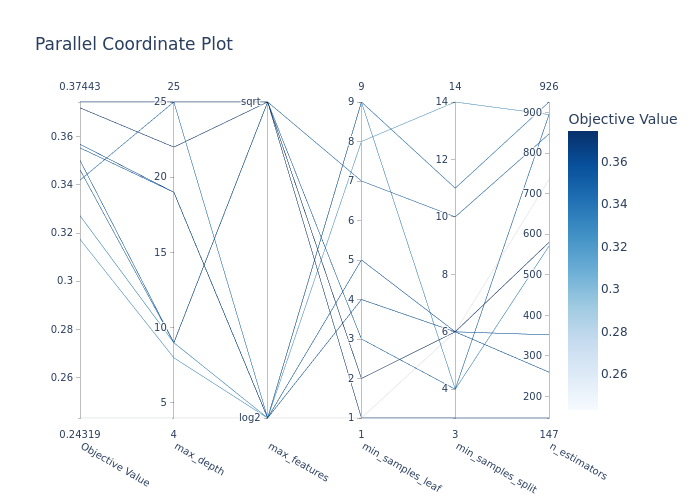 Parallel Coordinate Plot
0.37443 25 9 14 926
Objective Value
25 sqrt 9 14
900
0.36 8 800 0.36
12
20 7 700
0.34 0.34
6 10 600
0.32 15 0.32
5
500
0.3 8 0.3
4 400
10 6
0.28 3 300 0.28
0.26 2 4 0.26
5 200
log2 1
0.24319 4 1 3 147
Objective Value max_depth max_features min_samples_leaf min_samples_split n_estimators